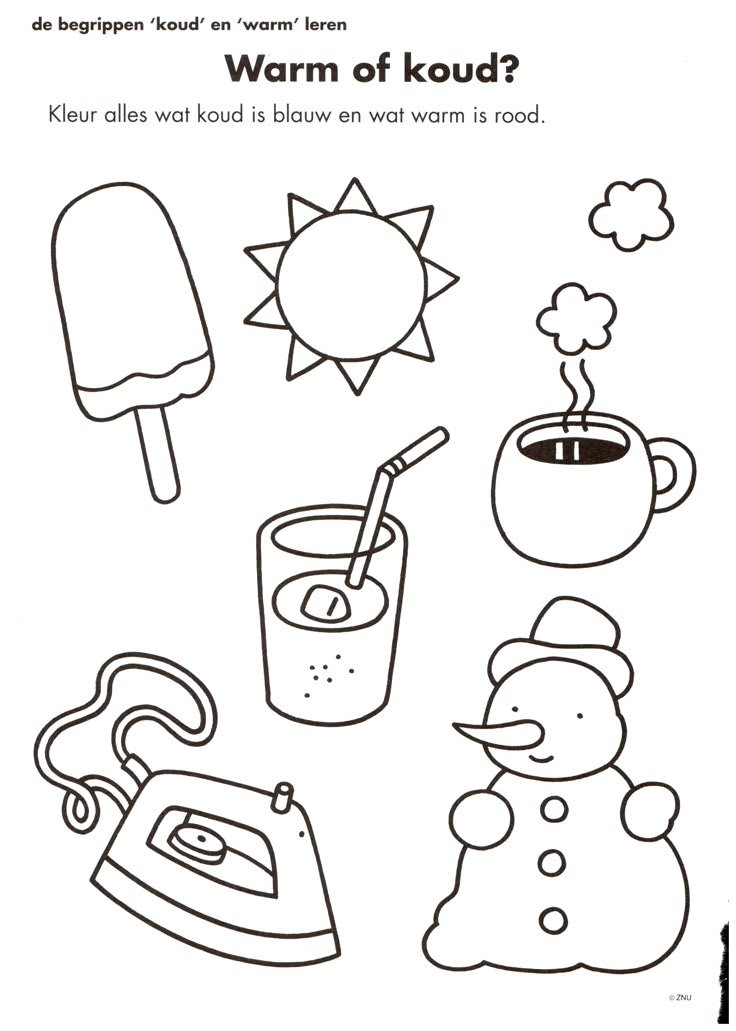 de begrippen ‘koud’ en ‘warm’ leren
Warm of koud?
Kleur alles wat koud is blauw en wat warm is rood.
© ZNU